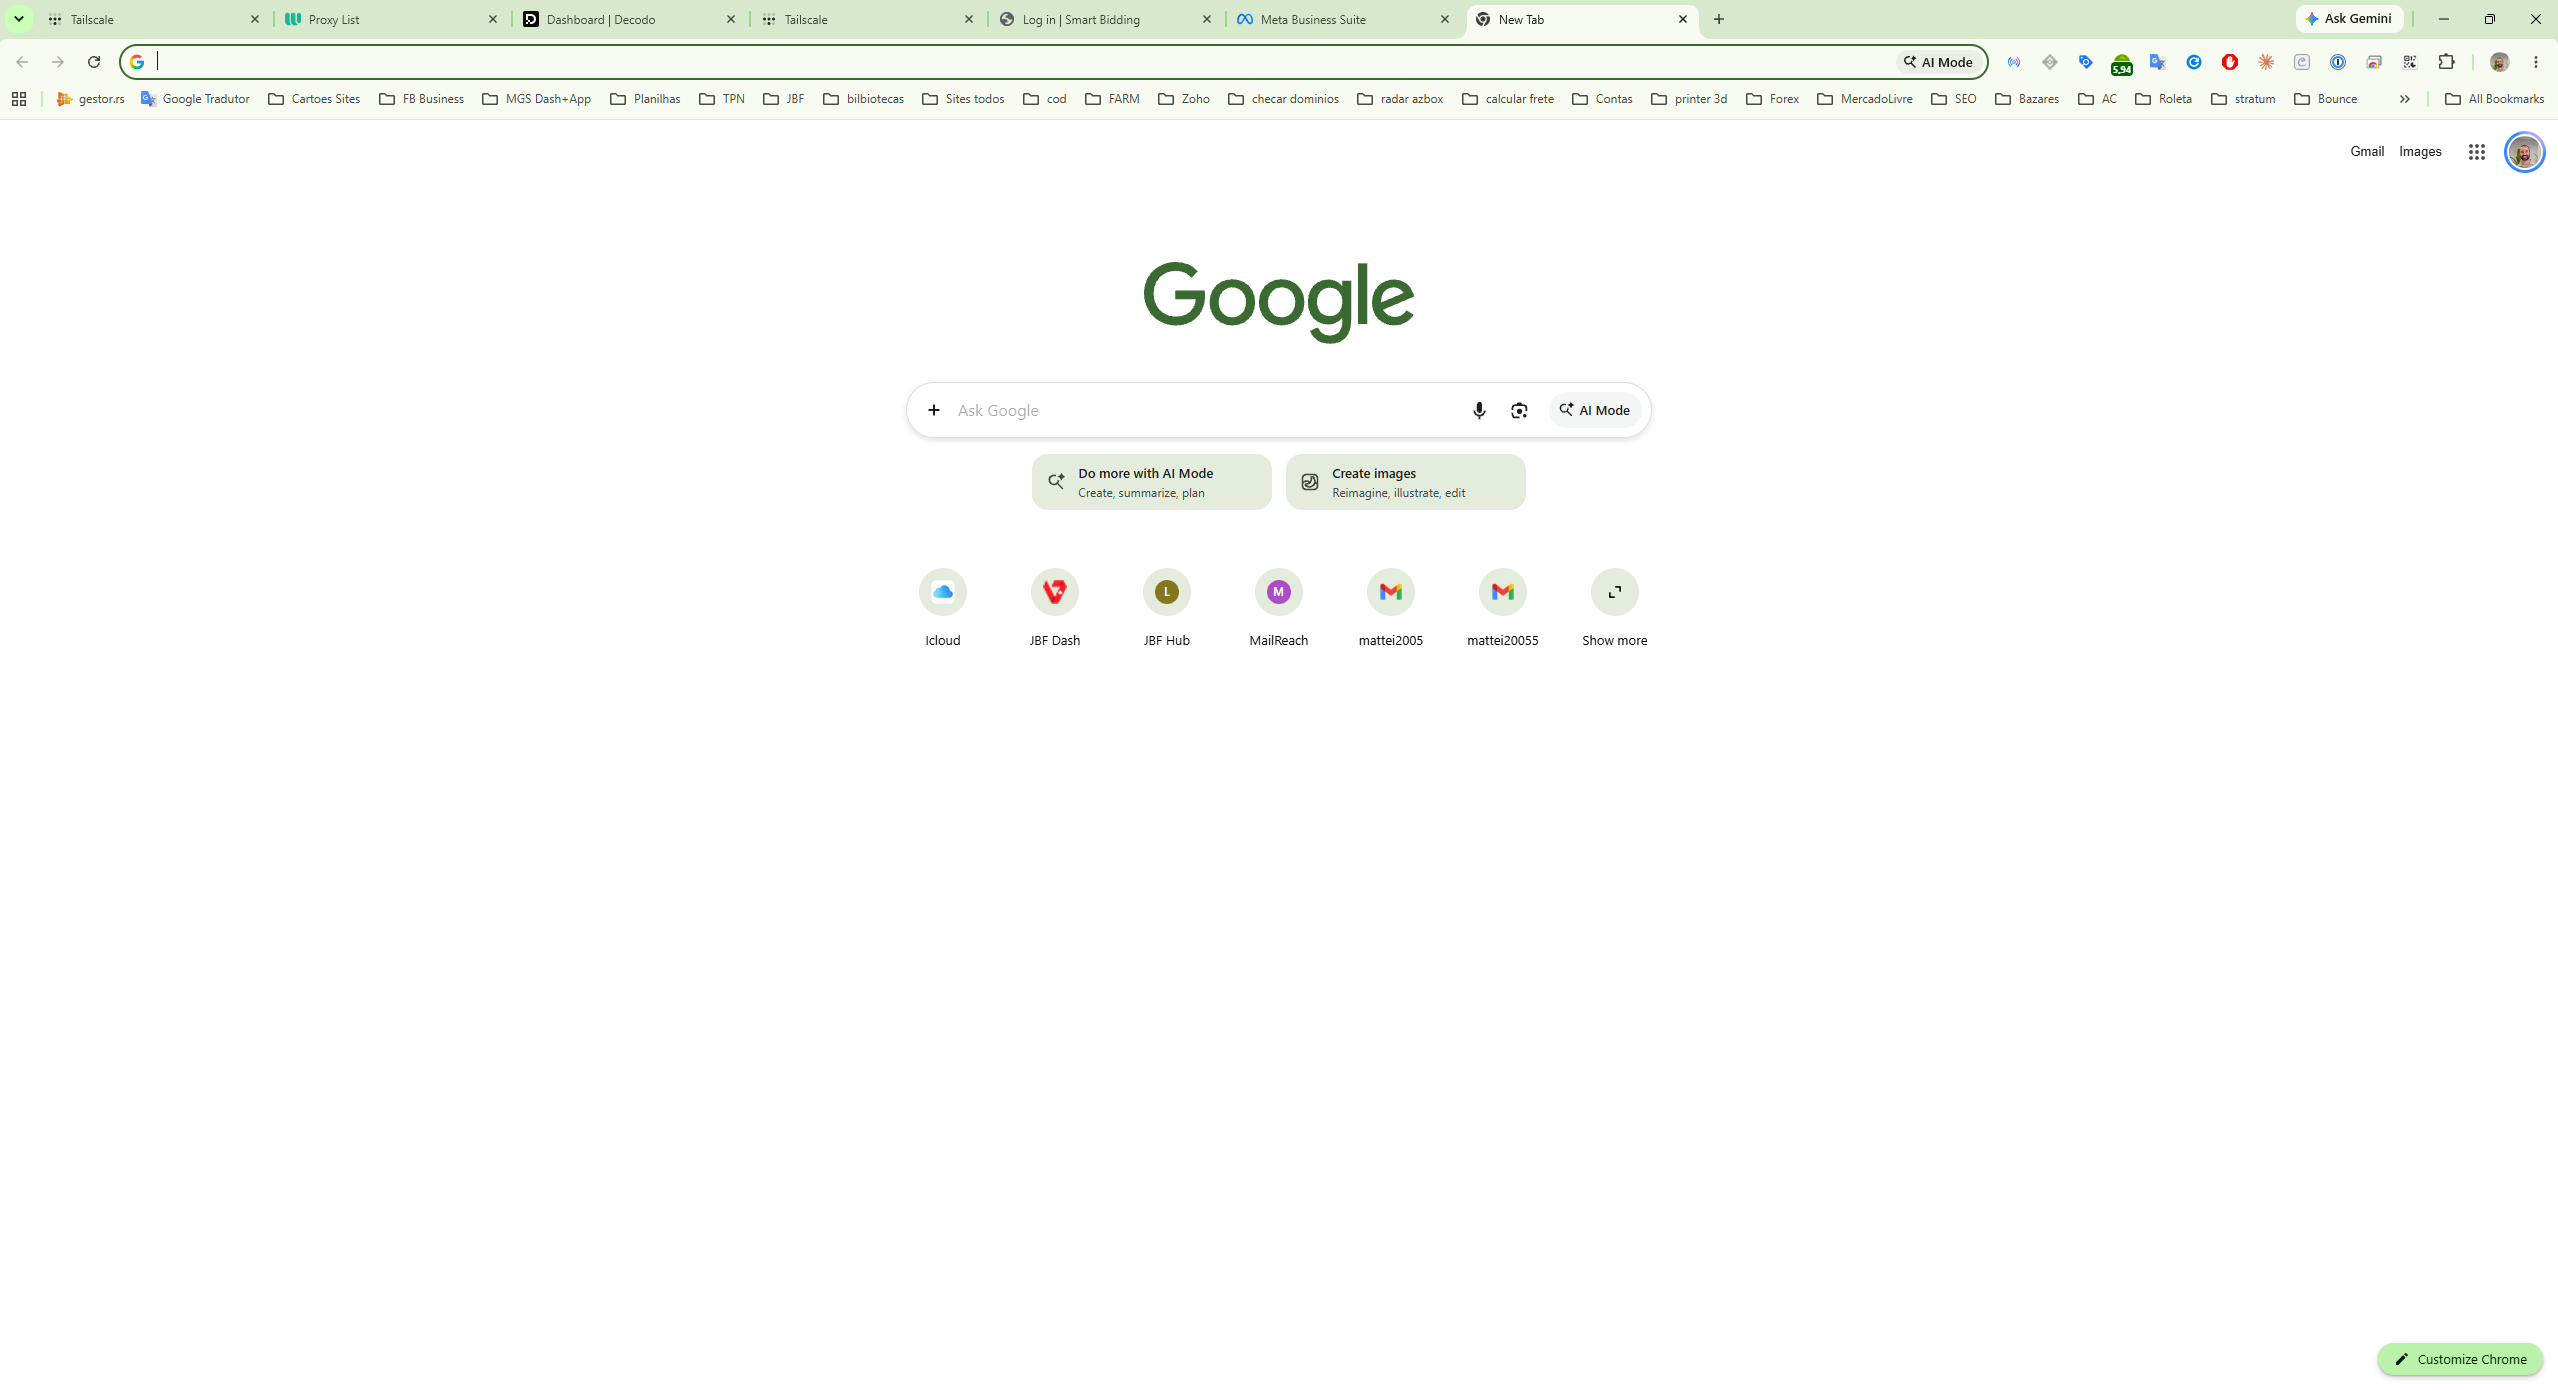 Tailscale
Proxy List
Dashboard | Decodo
Tailscale
Log in | Smart Bidding
Meta Business Suite
New Tab
Ask Gemini
AI Mode
5,94
gestor.rs
Google Tradutor
Cartoes Sites
FB Business
MGS Dash+App
Planilhas
TPN
JBF
bilbiotecas
Sites todos
cod
FARM
Zoho
checar dominios
radar azbox
calcular frete
Contas
printer 3d
Forex
MercadoLivre
SEO
Bazares
AC
Roleta
stratum
Bounce
All Bookmarks
Gmail
Images
Google
Ask Google
AI Mode
Do more with AI Mode
Create, summarize, plan
Create images
Reimagine, illustrate, edit
L
M
Icloud
JBF Dash
JBF Hub
MailReach
mattei2005
mattei20055
Show more
Customize Chrome